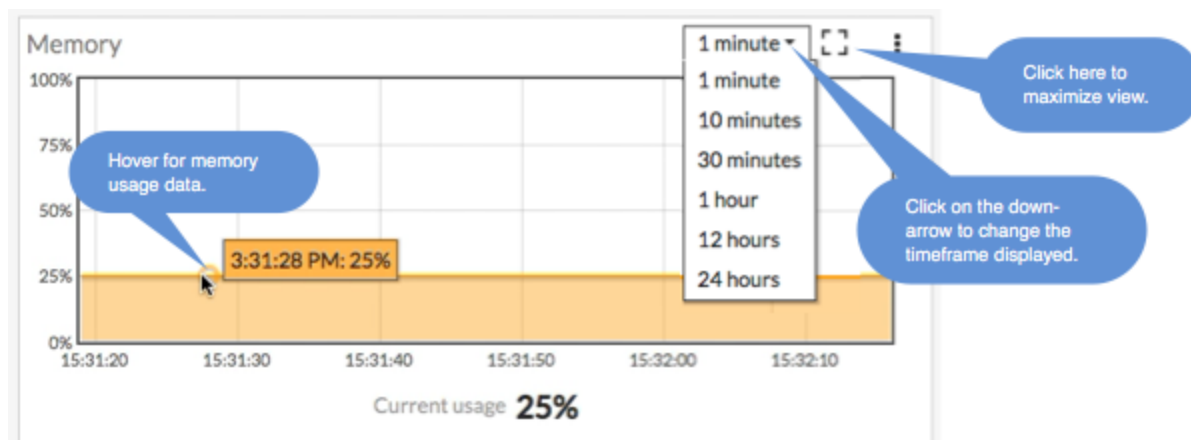 Memory
1 minute
1 minute
10 minutes
30 minutes
1 hour
12 hours
24 hours
Click here to
maximize view.
Click on the down-
arrow to change the
timeframe displayed.
Hover for memory
usage data.
100%
75%
50%
25%
0%
3:31:28 PM: 25%
15:31:20 15:31:30 15:31:40 15:31:50 15:32:00 15:32:10
Current usage 25%